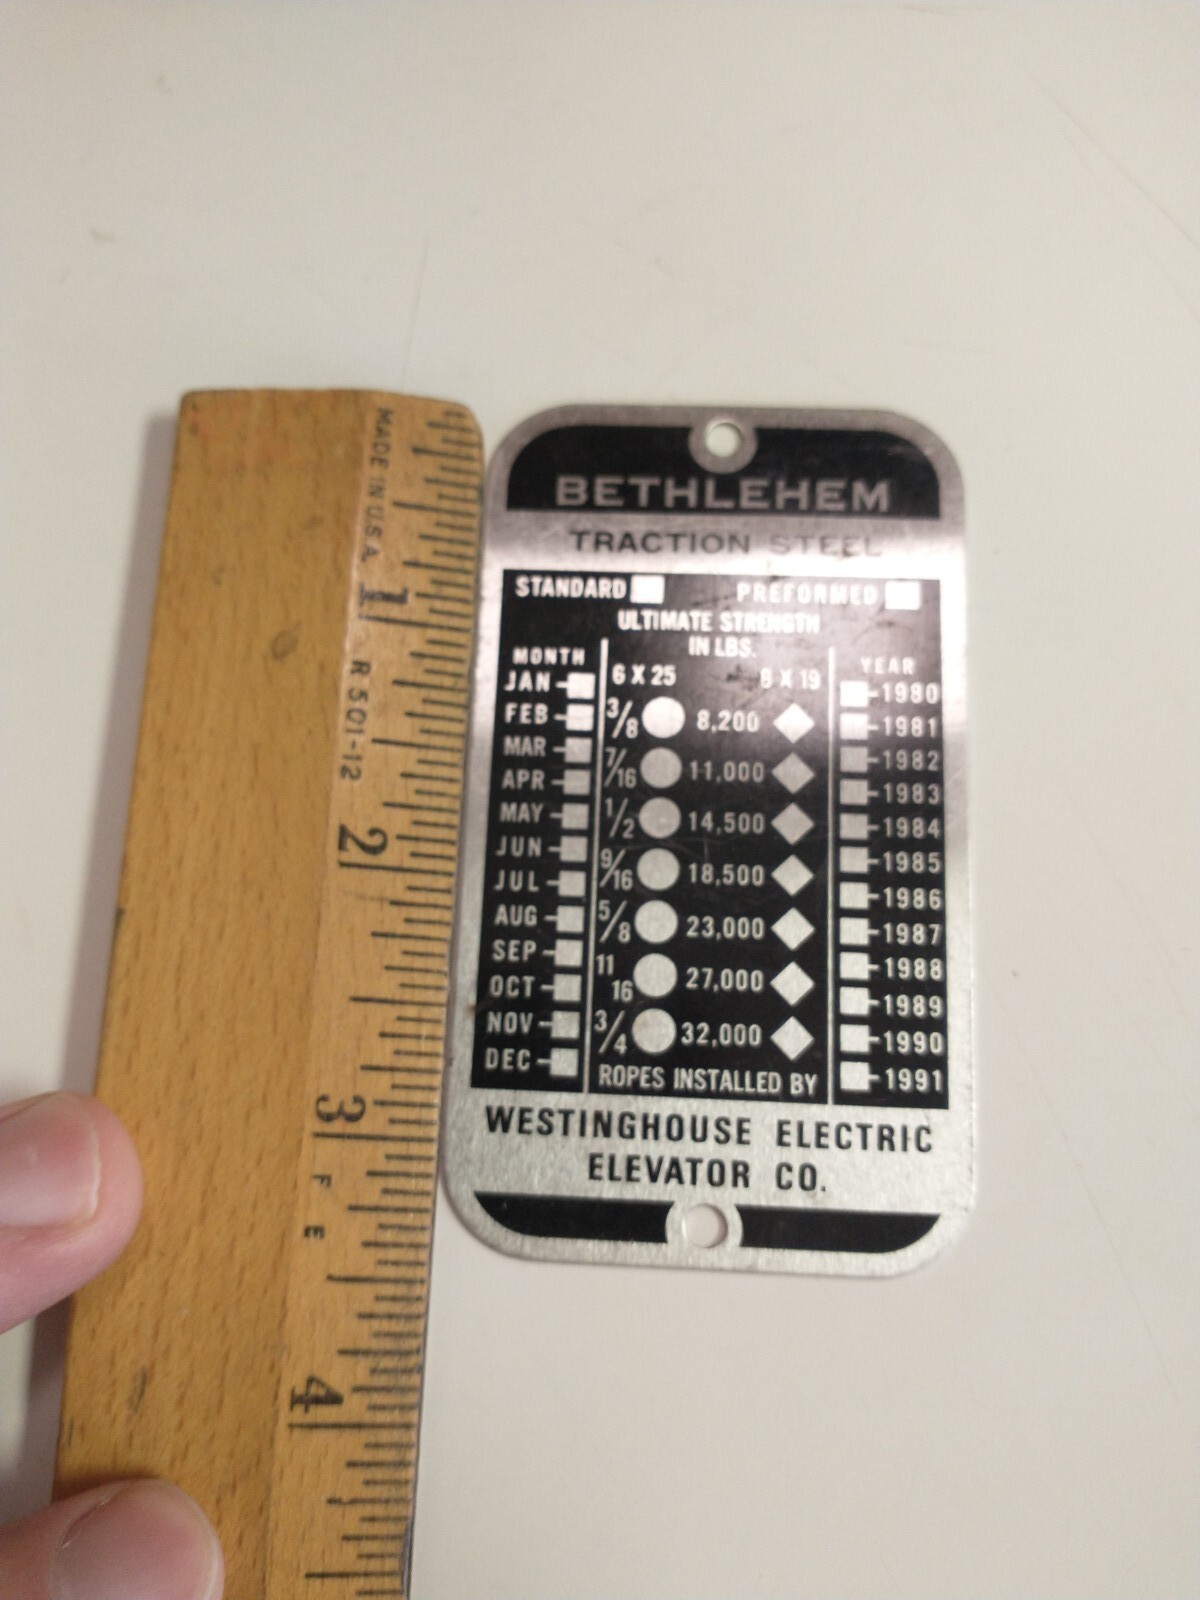 MADE IN U.S.A.
1
R 501-12
2
3
F
E
4
BETHLEHEM
TRACTION STEEL
STANDARD PREFORMED
ULTIMATE STRENGTH
IN LBS.
MONTH 6 X 25 8 X 19 YEAR
JAN 1980
FEB 3/8 8,200 1981
MAR 1982
APR 7/16 11,000 1983
MAY 1/2 14,500 1984
JUN 1985
JUL 9/16 18,500 1986
AUG 5/8 23,000 1987
SEP 1988
OCT 11/16 27,000 1989
NOV 3/4 32,000 1990
DEC 1991
ROPES INSTALLED BY
WESTINGHOUSE ELECTRIC
ELEVATOR CO.